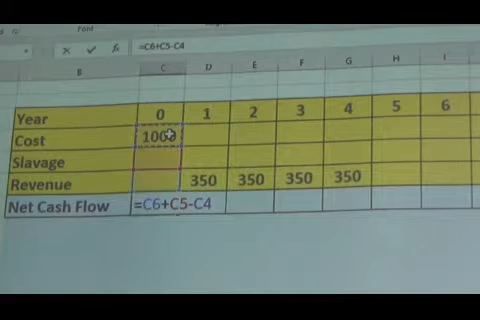 Font
=C6+C5-C4
B C D E F G H I
Year 0 1 2 3 4 5 6
Cost 1000
Slavage
Revenue 350 350 350 350
Net Cash Flow =C6+C5-C4